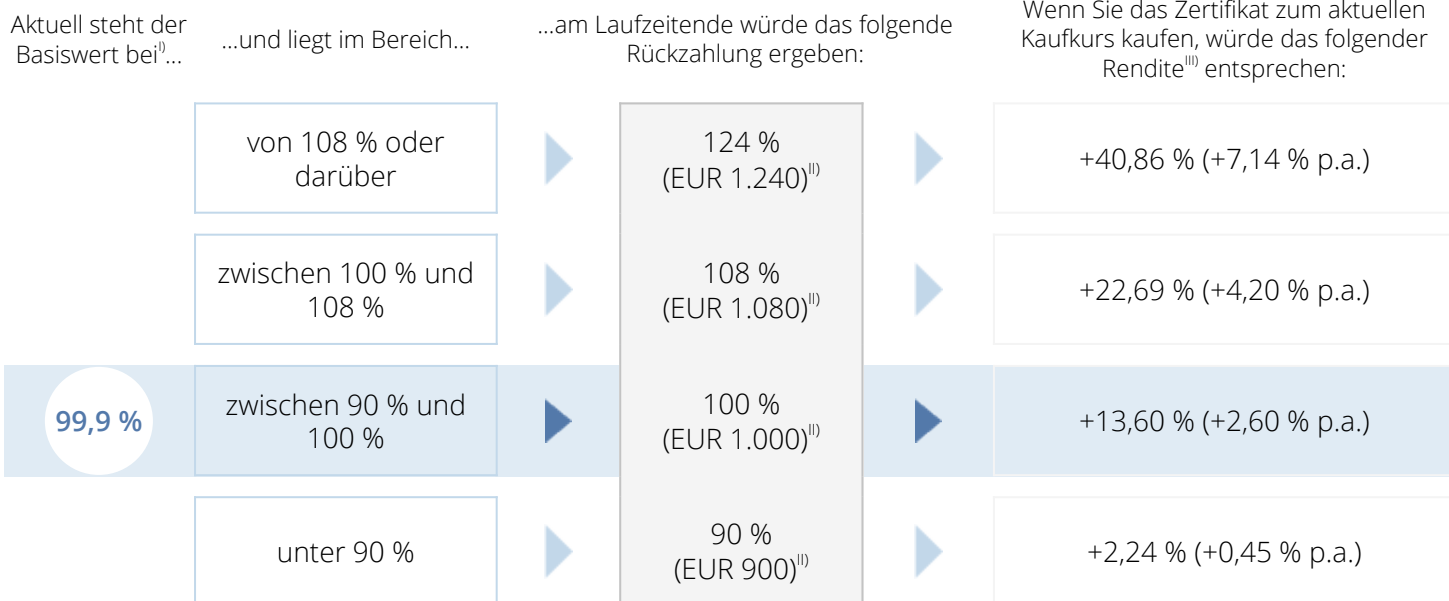 Aktuell steht der
Basiswert bei^I)...
...und liegt im Bereich...
...am Laufzeitende würde das folgende
Rückzahlung ergeben:
Wenn Sie das Zertifikat zum aktuellen
Kaufkurs kaufen, würde das folgender
Rendite^III) entsprechen:
von 108 % oder
darüber
124 %
(EUR 1.240)^II)
+40,86 % (+7,14 % p.a.)
zwischen 100 % und
108 %
108 %
(EUR 1.080)^II)
+22,69 % (+4,20 % p.a.)
99,9 %
zwischen 90 % und
100 %
100 %
(EUR 1.000)^II)
+13,60 % (+2,60 % p.a.)
unter 90 %
90 %
(EUR 900)^II)
+2,24 % (+0,45 % p.a.)